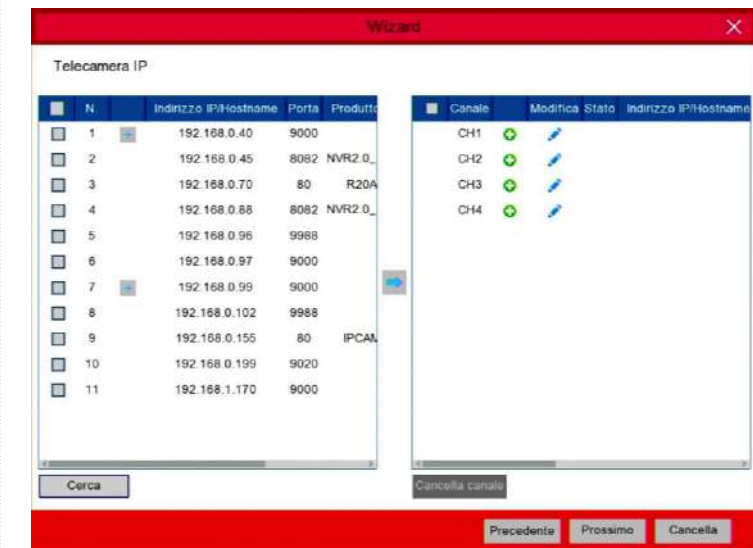 Wizard
Telecamera IP
N. Indirizzo IP/Hostname Porta Produtto
1 192.168.0.40 9000
2 192.168.0.45 8082 NVR2.0_
3 192.168.0.70 80 R20A
4 192.168.0.88 8082 NVR2.0_
5 192.168.0.96 9988
6 192.168.0.97 9000
7 192.168.0.99 9000
8 192.168.0.102 9988
9 192.168.0.155 80 IPCAM
10 192.168.0.199 9020
11 192.168.1.170 9000
Cerca
Canale Modifica Stato Indirizzo IP/Hostname
CH1
CH2
CH3
CH4
Cancella canale
Precedente Prossimo Cancella